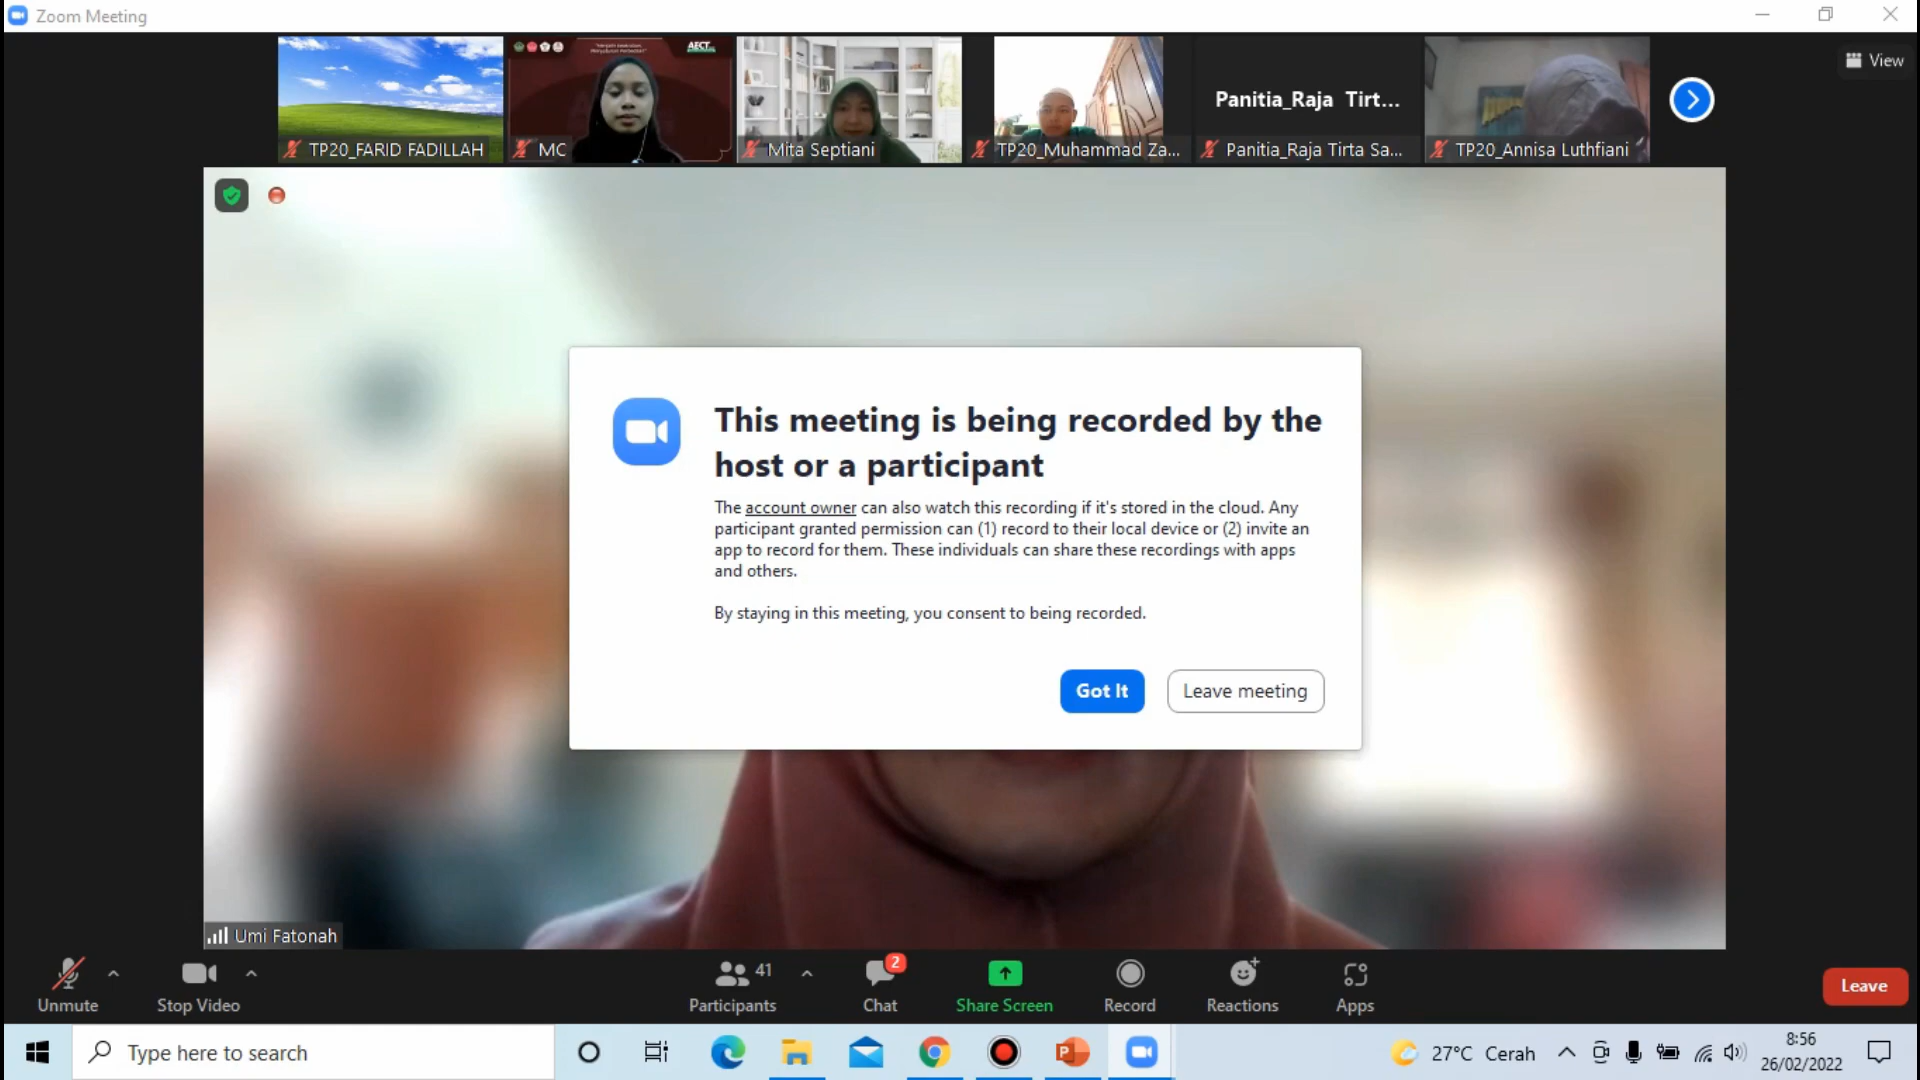 Zoom Meeting
AECT
View
Panitia_Raja Tirt...
TP20_FARID FADILLAH
MC
Mita Septiani
TP20_Muhammad Za...
Panitia_Raja Tirta Sa...
TP20_Annisa Luthfiani
This meeting is being recorded by the
host or a participant
The account owner can also watch this recording if it's stored in the cloud. Any
participant granted permission can (1) record to their local device or (2) invite an
app to record for them. These individuals can share these recordings with apps
and others.
By staying in this meeting, you consent to being recorded.
Got It
Leave meeting
Umi Fatonah
41
2
Unmute
Stop Video
Participants
Chat
Share Screen
Record
Reactions
Apps
Leave
Type here to search
27°C Cerah
8:56
26/02/2022